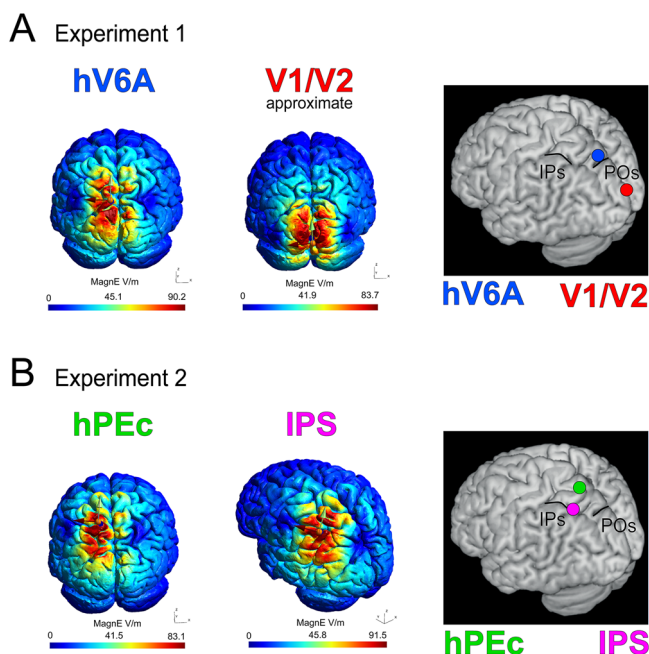 A Experiment 1
hV6A
V1/V2
approximate
MagnE V/m
0 45.1 90.2
MagnE V/m
0 41.9 83.7
IPs
POs
hV6A V1/V2
B Experiment 2
hPEc
IPS
MagnE V/m
0 41.5 83.1
MagnE V/m
0 45.8 91.5
IPs
POs
hPEc IPS